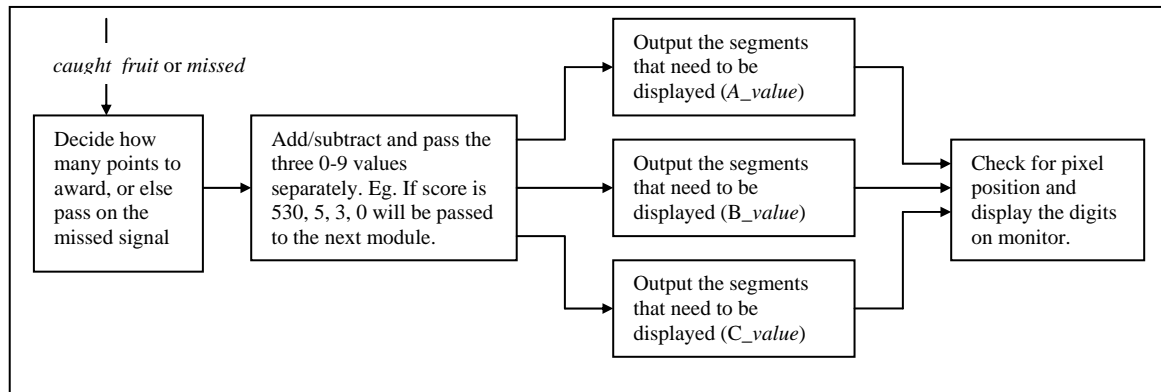 caught_fruit or missed
Decide how
many points to
award, or else
pass on the
missed signal
Add/subtract and pass the
three 0-9 values
separately. Eg. If score is
530, 5, 3, 0 will be passed
to the next module.
Output the segments
that need to be
displayed (A_value)
Output the segments
that need to be
displayed (B_value)
Output the segments
that need to be
displayed (C_value)
Check for pixel
position and
display the digits
on monitor.